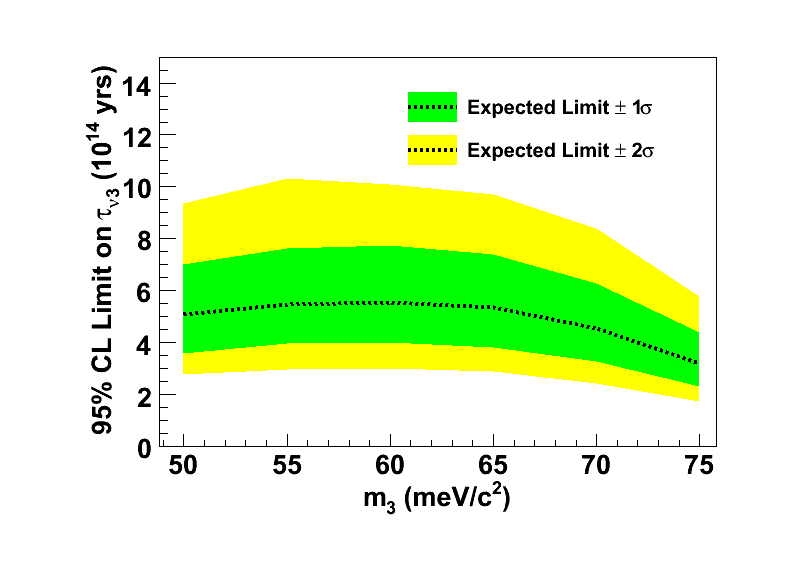 95% CL Limit on τν3 (10^14 yrs)
14
12
10
8
6
4
2
0
Expected Limit ± 1σ
Expected Limit ± 2σ
50 55 60 65 70 75
m3 (meV/c^2)